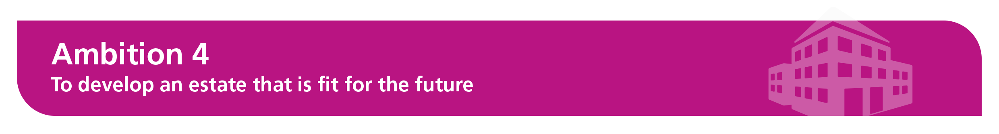 Ambition 4
To develop an estate that is fit for the future